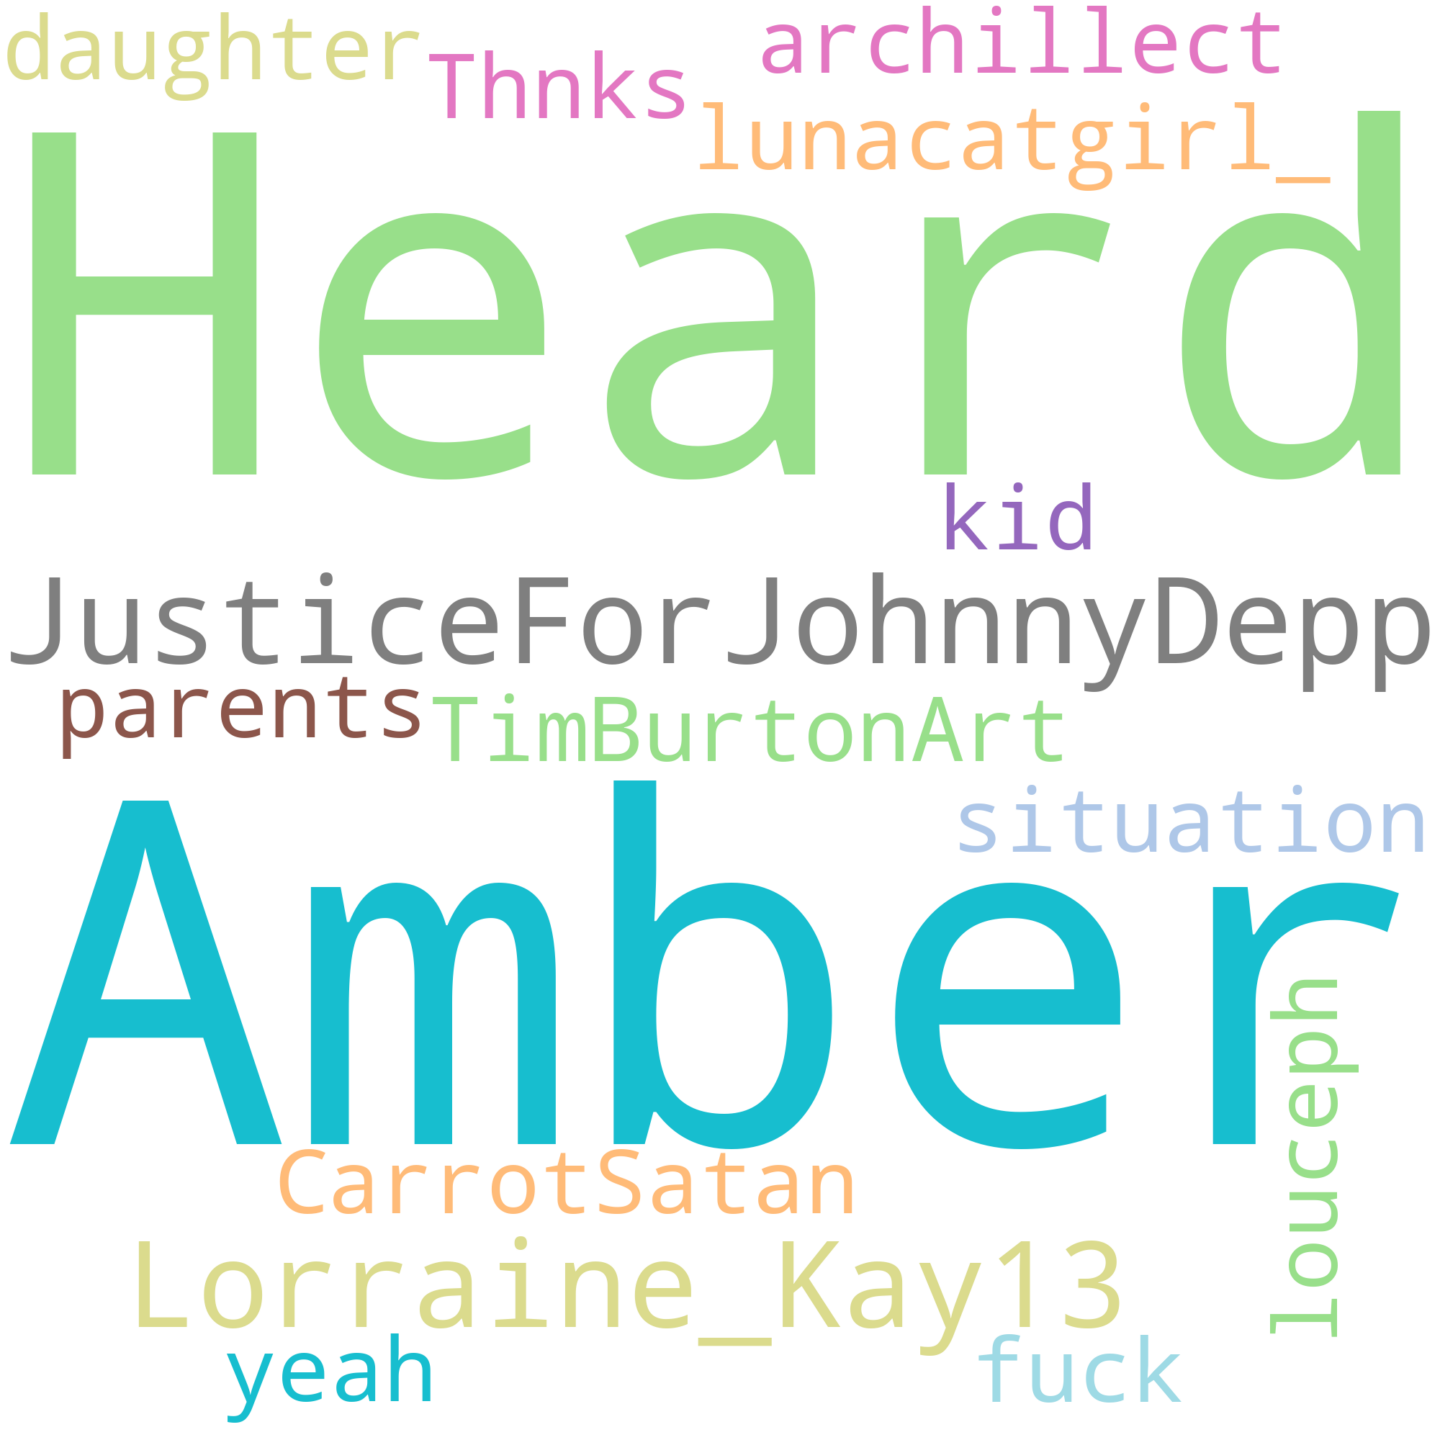 daughter
Thnks
archillect
lunacatgirl_
Heard
kid
JusticeForJohnnyDepp
parents
TimBurtonArt
situation
Amber
louceph
CarrotSatan
Lorraine_Kay13
yeah
fuck